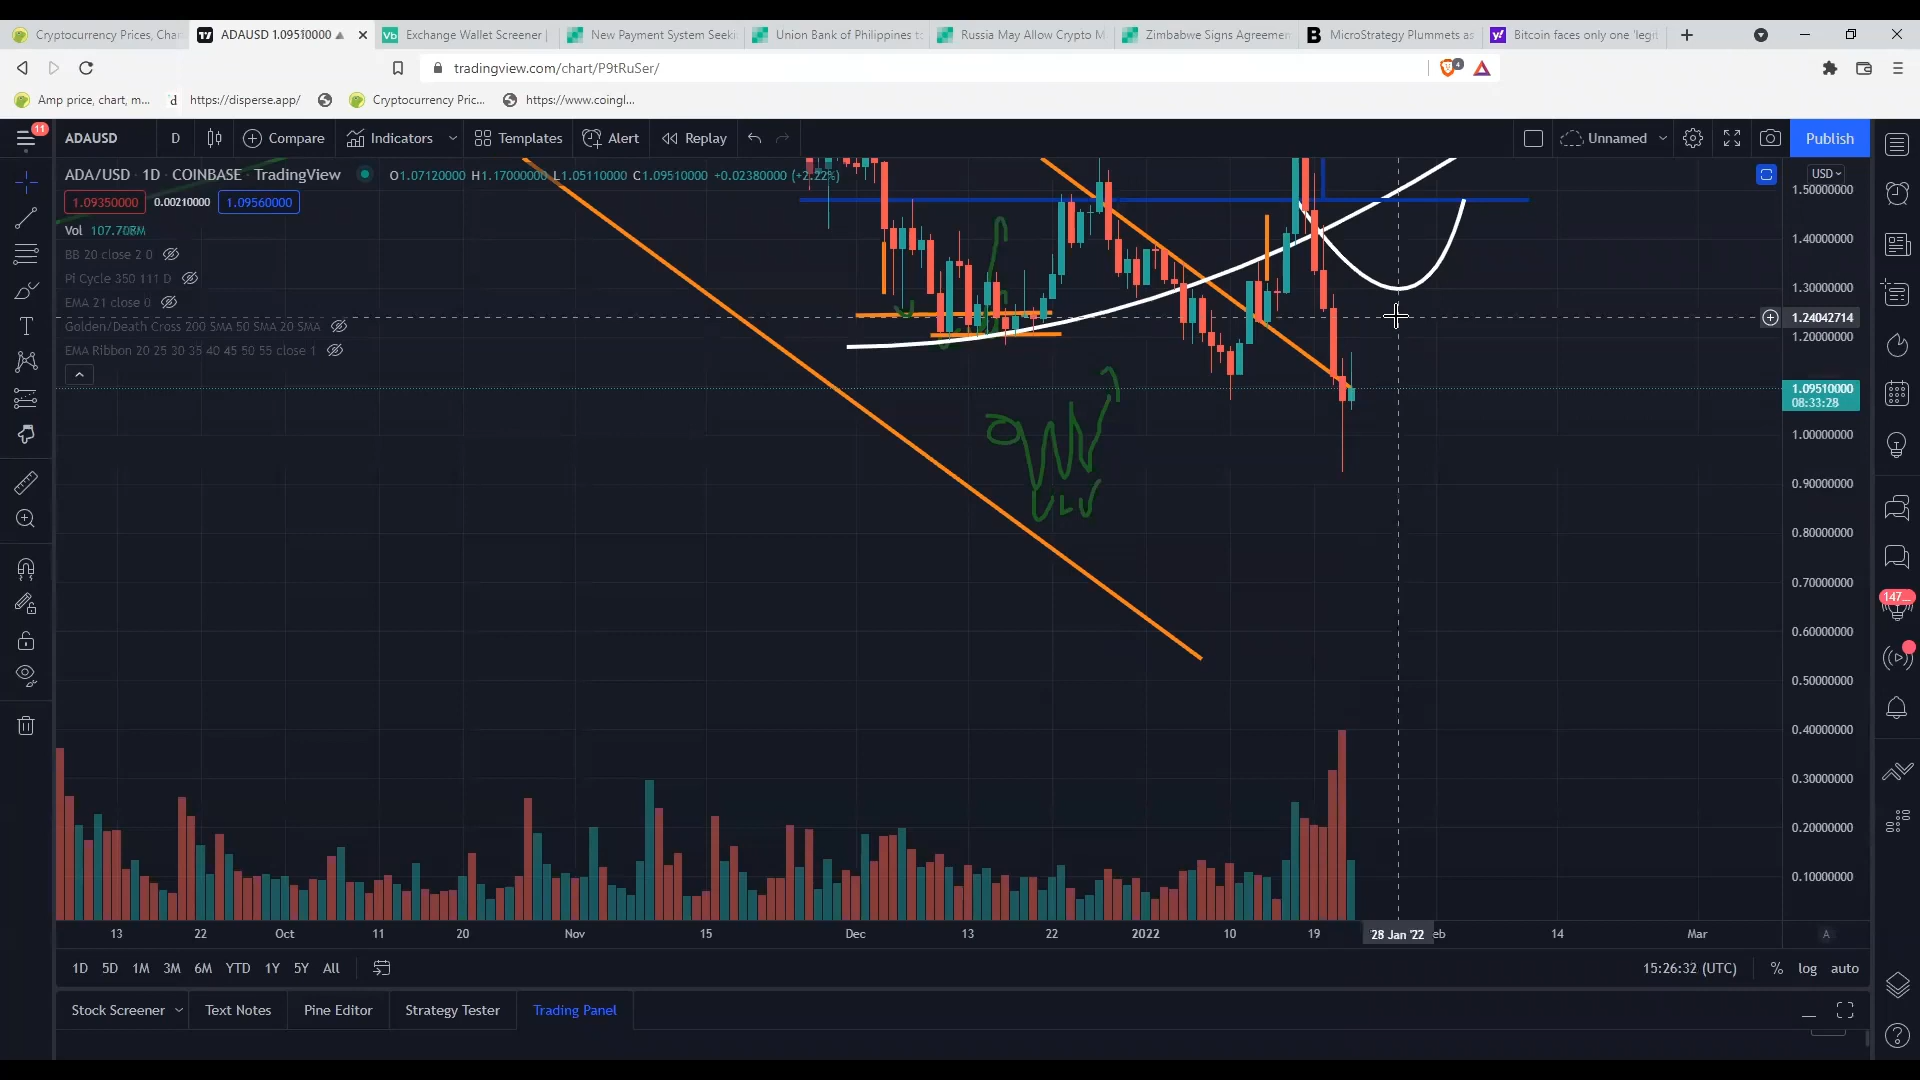 Cryptocurrency Prices, Char
ADAUSD 1.09510000
Exchange Wallet Screener |
New Payment System Seeki
Union Bank of Philippines t
Russia May Allow Crypto M
Zimbabwe Signs Agreemen
MicroStrategy Plummets as
Bitcoin faces only one 'legit
tradingview.com/chart/P9tRuSer/
4
Amp price, chart, m...
https://disperse.app/
Cryptocurrency Pric...
https://www.coingl...
11
ADAUSD
D
Compare
Indicators
Templates
Alert
Replay
Unnamed
Publish
ADA/USD · 1D · COINBASE · TradingView
O1.07120000 H1.17000000 L1.05110000 C1.09510000 +0.02380000 (+2.22%)
USD
1.09350000
0.00210000
1.09560000
Vol
BB 20 close 2 0
Pi Cycle 350 111 D
EMA 21 close 0
Golden/Death Cross 200 SMA 50 SMA 20 SMA
EMA Ribbon 20 25 30 35 40 45 50 55 close 1
1.50000000
1.40000000
1.30000000
1.24042714
1.20000000
1.09510000
08:33:28
1.00000000
0.90000000
0.80000000
0.70000000
0.60000000
0.50000000
0.40000000
0.30000000
0.20000000
0.10000000
147...
13
22
Oct
11
20
Nov
15
Dec
13
22
2022
10
19
28 Jan '22
eb
14
Mar
A
1D
5D
1M
3M
6M
YTD
1Y
5Y
All
15:26:32 (UTC)
%
log
auto
Stock Screener
Text Notes
Pine Editor
Strategy Tester
Trading Panel